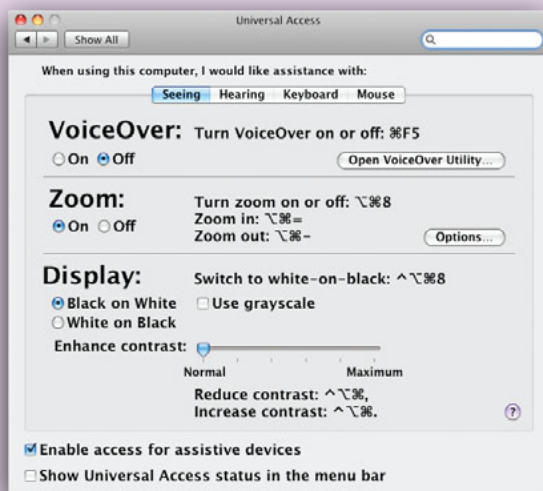 Universal Access
Show All
When using this computer, I would like assistance with:
Seeing Hearing Keyboard Mouse
VoiceOver: Turn VoiceOver on or off: ⌘F5
On Off Open VoiceOver Utility...
Zoom: Turn zoom on or off: ⌥⌘8
On Off Zoom in: ⌥⌘=
Zoom out: ⌥⌘- Options...
Display: Switch to white-on-black: ^⌥⌘8
Black on White Use grayscale
White on Black
Enhance contrast:
Normal Maximum
Reduce contrast: ^⌥⌘,
Increase contrast: ^⌥⌘.
?
Enable access for assistive devices
Show Universal Access status in the menu bar